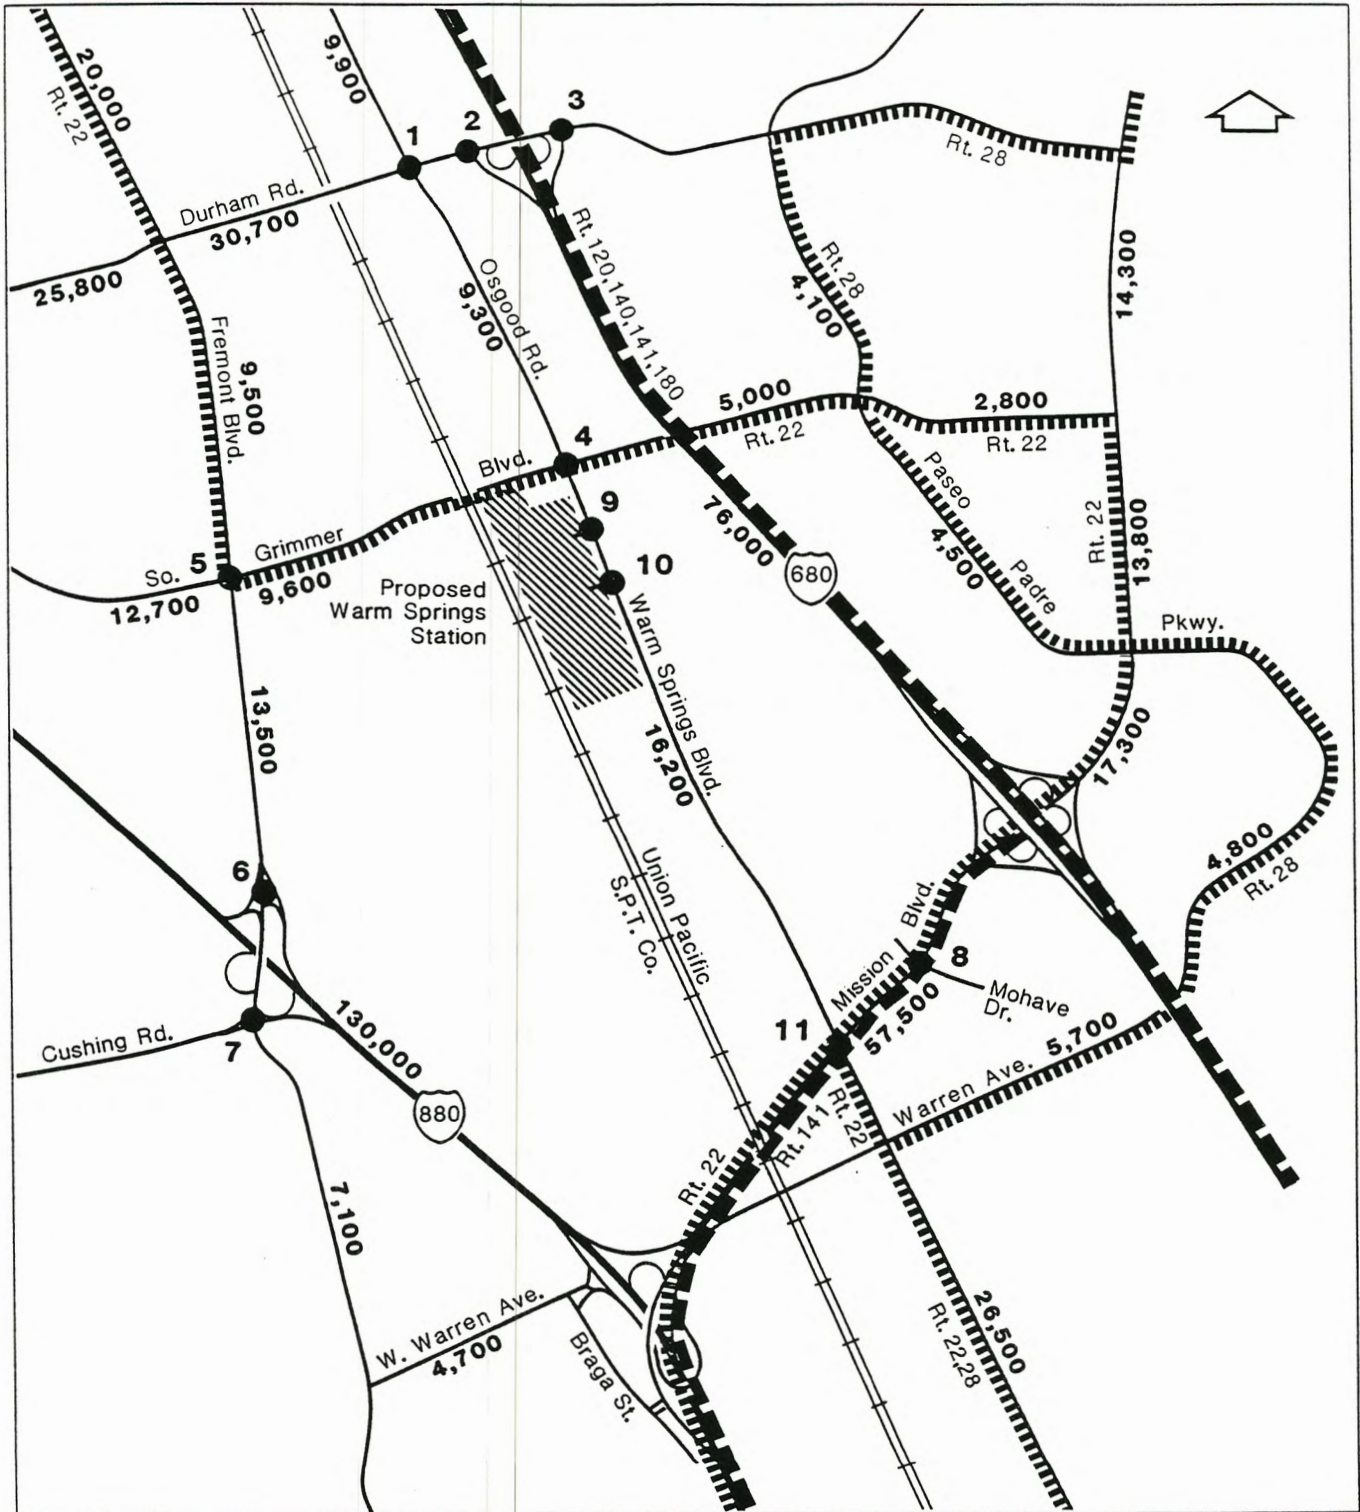 20,000
Rt. 22
9,900
1
2
3
Rt. 28
Durham Rd.
30,700
25,800
Osgood Rd.
9,300
Rt. 120,140,141,180
Rt. 28
4,100
14,300
Fremont Blvd.
9,500
5,000
Rt. 22
2,800
Rt. 22
4
Blvd.
9
10
76,000
680
Paseo
4,500
Padre
Pkwy.
Rt. 22
13,800
5
So.
Grimmer
12,700
9,600
Proposed
Warm Springs
Station
Warm Springs Blvd.
16,200
13,500
17,300
6
Union Pacific
S.P.T. Co.
4,800
Rt. 28
Mission
Blvd.
8
Mohave
Dr.
57,500
11
Cushing Rd.
7
130,000
880
5,700
Warren Ave.
Rt. 22
Rt. 141
Rt. 22
7,100
W. Warren Ave.
4,700
Braga St.
26,500
Rt. 22,28